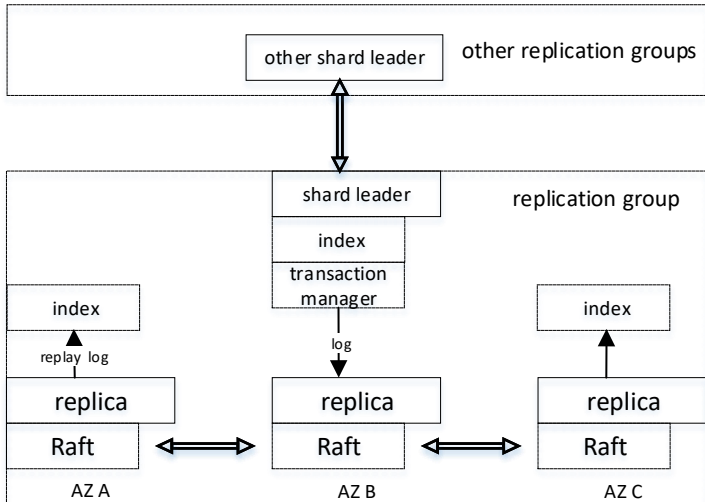 other shard leader
other replication groups
shard leader
replication group
index
transaction
manager
index
index
replay log
log
replica
replica
replica
Raft
Raft
Raft
AZ A
AZ B
AZ C